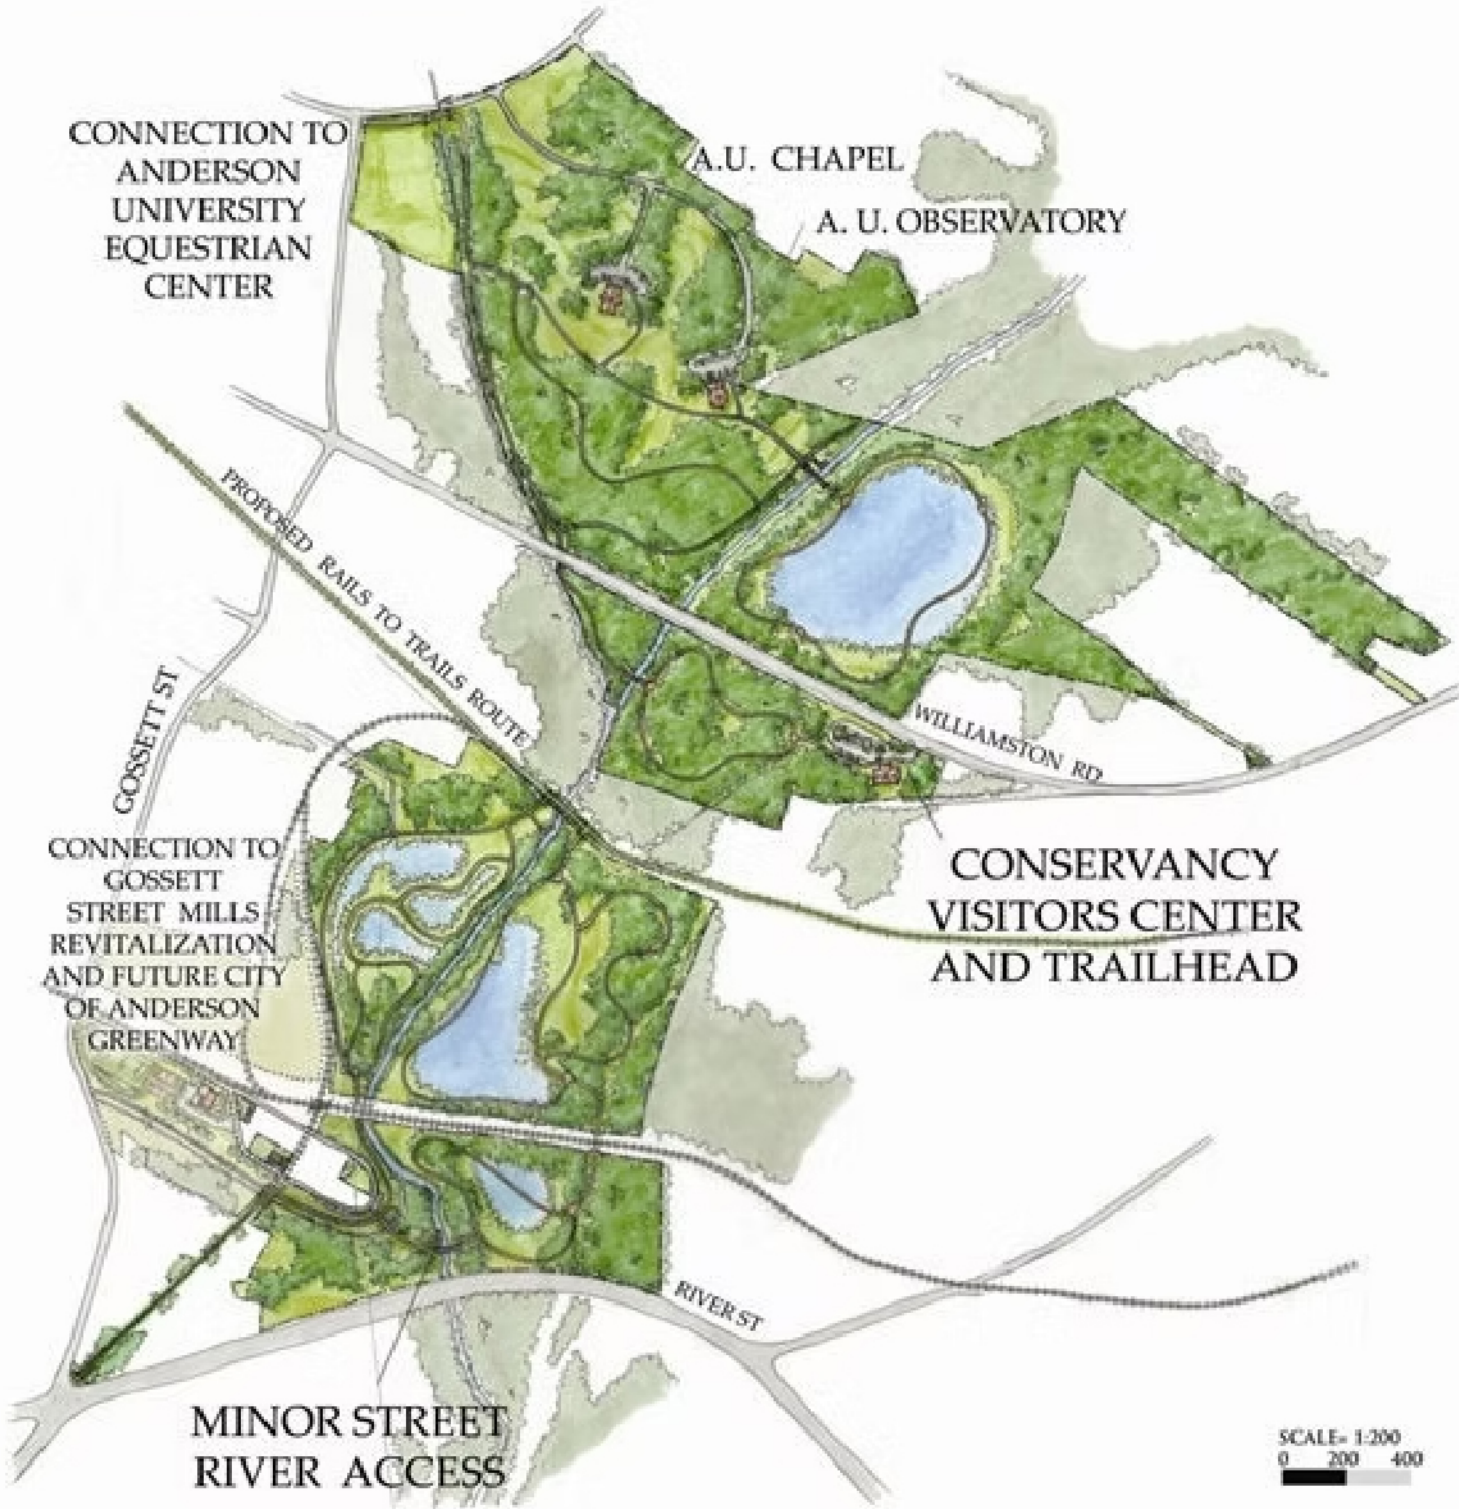 CONNECTION TO
ANDERSON
UNIVERSITY
EQUESTRIAN
CENTER
A.U. CHAPEL
A. U. OBSERVATORY
PROPOSED RAILS TO TRAILS ROUTE
GOSSETT ST
WILLIAMSTON RD
CONNECTION TO
GOSSETT
STREET MILLS
REVITALIZATION
AND FUTURE CITY
OF ANDERSON
GREENWAY
CONSERVANCY
VISITORS CENTER
AND TRAILHEAD
RIVER ST
MINOR STREET
RIVER ACCESS
SCALE= 1:200
0 200 400